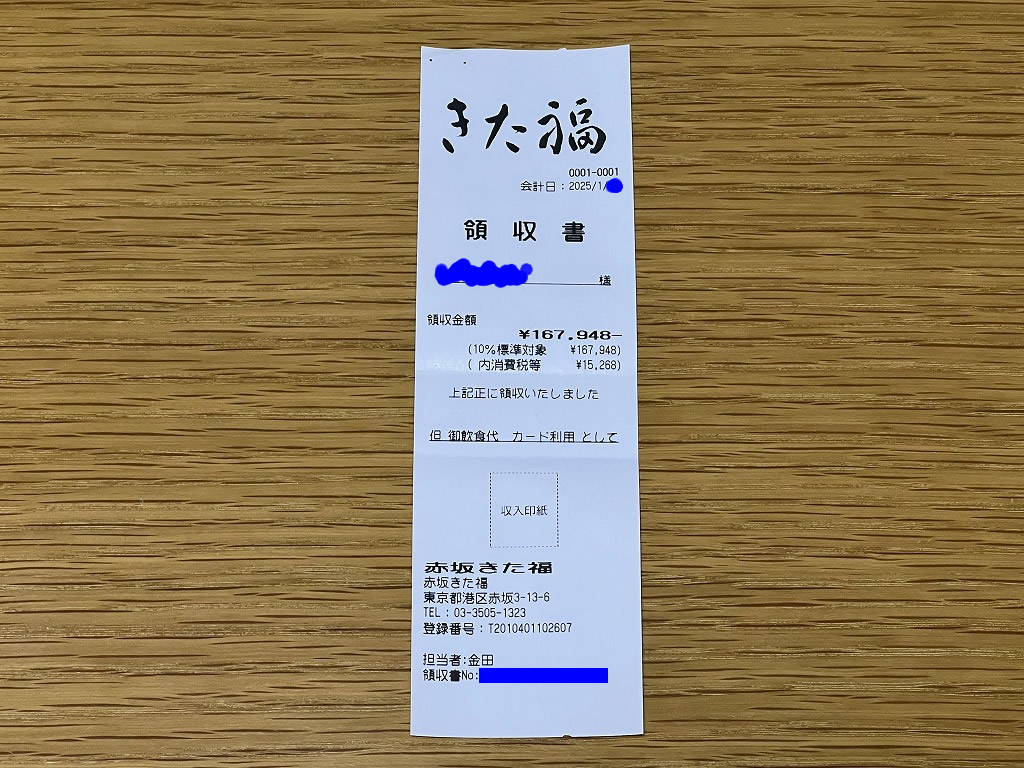 きた福
0001-0001
会計日：2025/1/
領収書
様
領収金額
¥167,948-
(10%標準対象 ¥167,948)
( 内消費税等 ¥15,268)
上記正に領収いたしました
但 御飲食代 カード利用 として
収入印紙
赤坂きた福
赤坂きた福
東京都港区赤坂3-13-6
TEL：03-3505-1323
登録番号：T2010401102607
担当者:金田
領収書No: